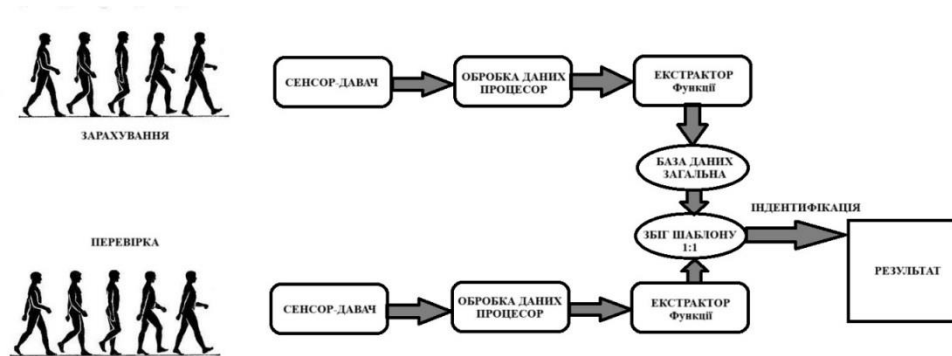 СЕНСОР-ДАВАЧ
ОБРОБКА ДАНИХ
ПРОЦЕСОР
ЕКСТРАКТОР
Функції
ЗАРАХУВАННЯ
БАЗА ДАНИХ
ЗАГАЛЬНА
ІНДЕНТИФІКАЦІЯ
ЗБІГ ШАБЛОНУ
1:1
ПЕРЕВІРКА
РЕЗУЛЬТАТ
СЕНСОР-ДАВАЧ
ОБРОБКА ДАНИХ
ПРОЦЕСОР
ЕКСТРАКТОР
Функції